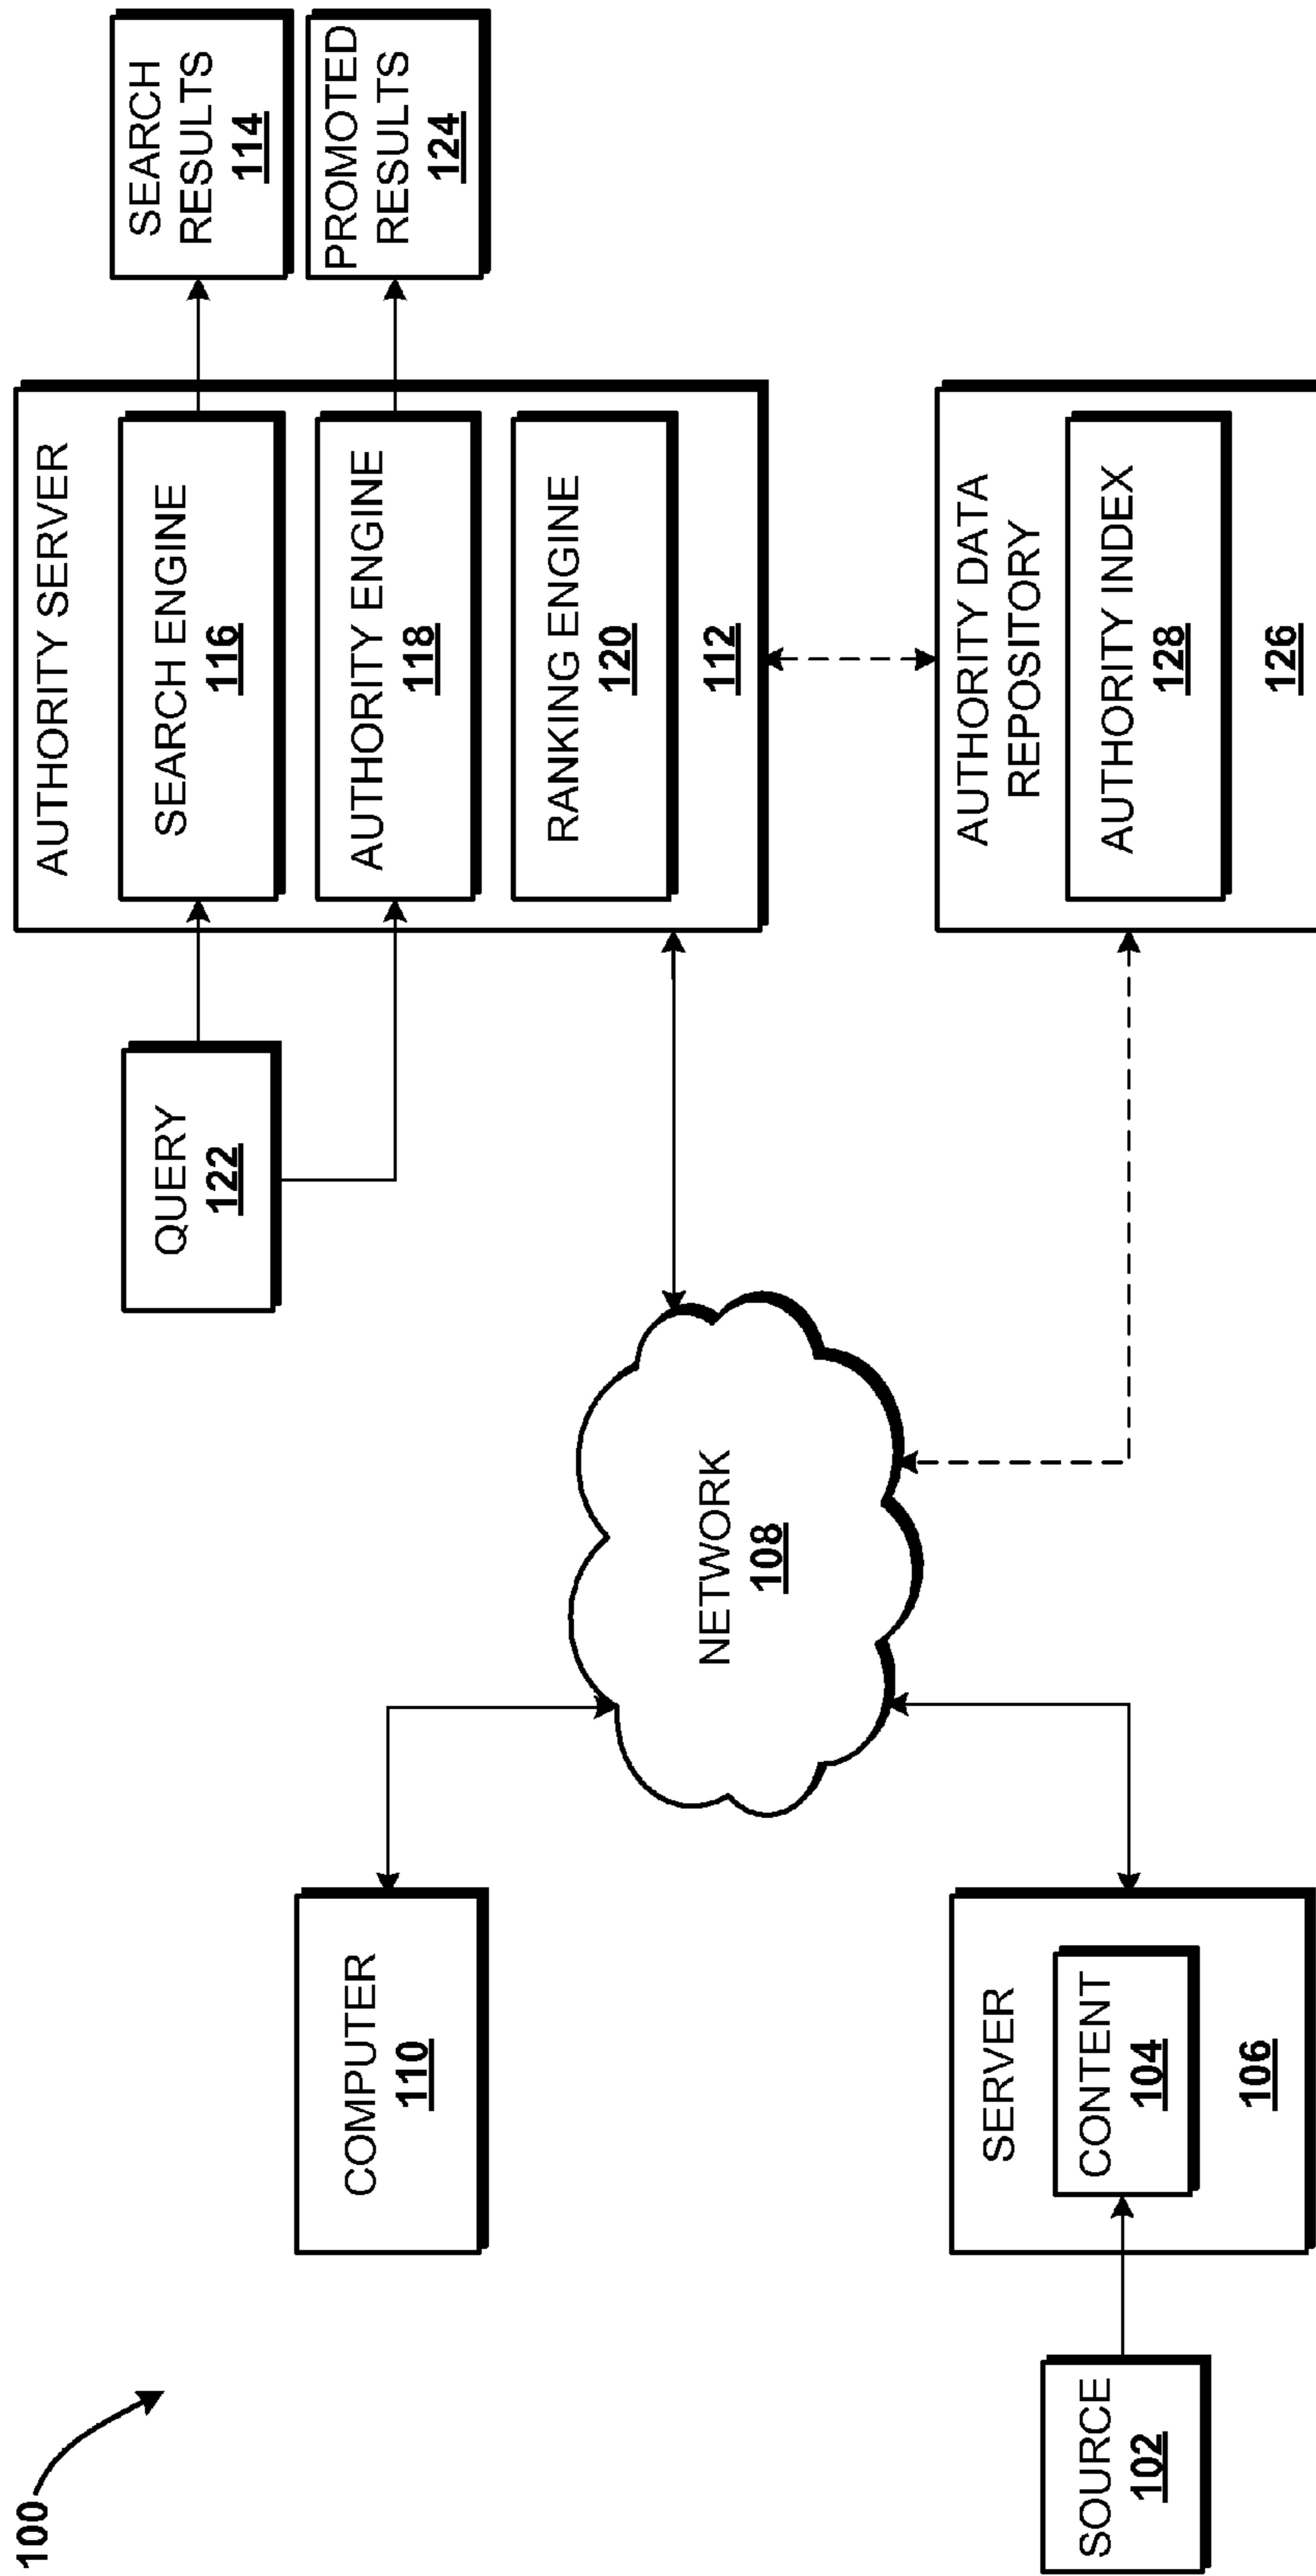 100
SOURCE
102
SERVER
CONTENT
104
106
COMPUTER
110
NETWORK
108
QUERY
122
AUTHORITY SERVER
SEARCH ENGINE
116
AUTHORITY ENGINE
118
RANKING ENGINE
120
112
SEARCH
RESULTS
114
PROMOTED
RESULTS
124
AUTHORITY DATA
REPOSITORY
AUTHORITY INDEX
128
126